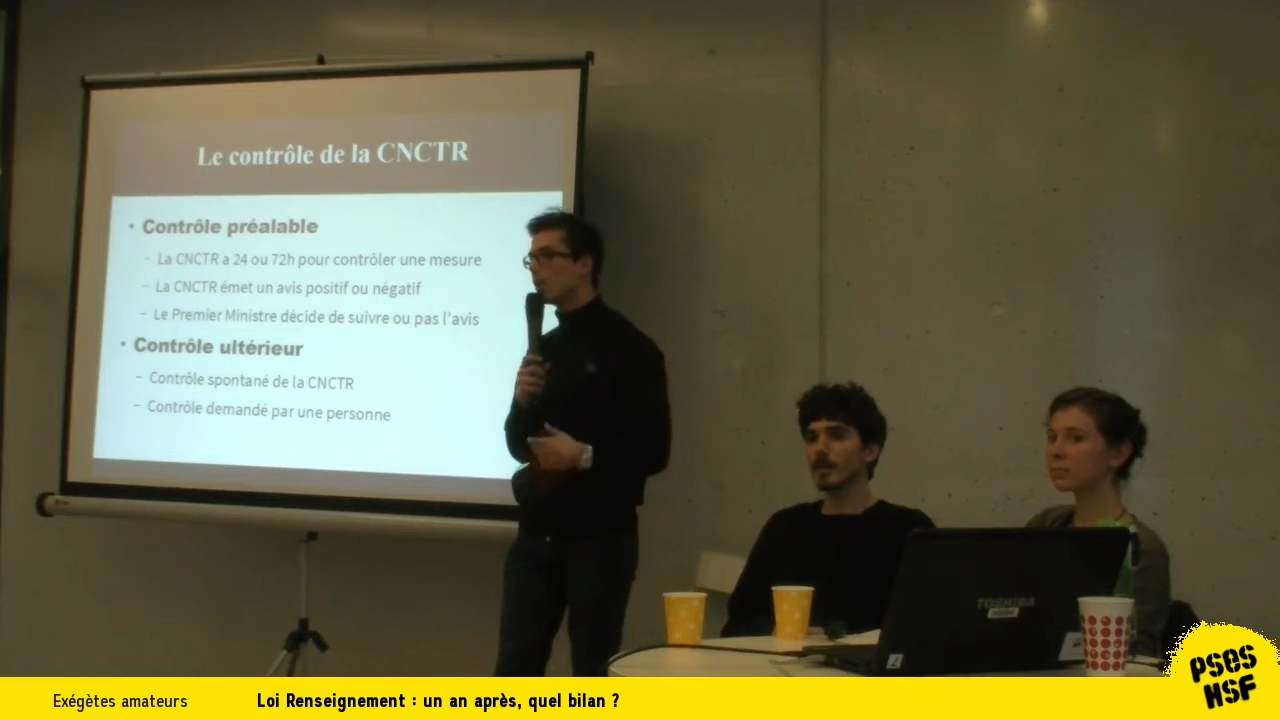 Le contrôle de la CNCTR
• Contrôle préalable
– La CNCTR a 24 ou 72h pour contrôler une mesure
– La CNCTR émet un avis positif ou négatif
– Le Premier Ministre décide de suivre ou pas l'avis
• Contrôle ultérieur
– Contrôle spontané de la CNCTR
– Contrôle demandé par une personne
TOSHIBA
PSES
HSF
Exégètes amateurs
Loi Renseignement : un an après, quel bilan ?